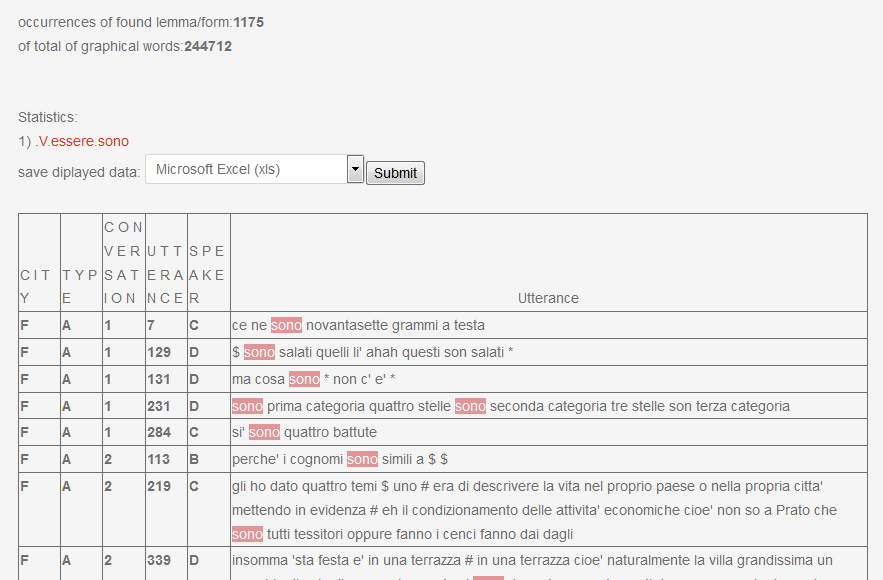 occurrences of found lemma/form:1175
of total of graphical words:244712
Statistics:
1) .V.essere.sono
save diplayed data: Microsoft Excel (xls) Submit
CITY TYPE CONVERSATION UTTERANCE SPEAKER Utterance
F A 1 7 C ce ne sono novantasette grammi a testa
F A 1 129 D $ sono salati quelli li' ahah questi son salati *
F A 1 131 D ma cosa sono * non c' e' *
F A 1 231 D sono prima categoria quattro stelle sono seconda categoria tre stelle son terza categoria
F A 1 284 C si' sono quattro battute
F A 2 113 B perche' i cognomi sono simili a $ $
F A 2 219 C gli ho dato quattro temi $ uno # era di descrivere la vita nel proprio paese o nella propria citta'
mettendo in evidenza # eh il condizionamento delle attivita' economiche cioe' non so a Prato che
sono tutti tessitori oppure fanno i cenci fanno dai dagli
F A 2 339 D insomma 'sta festa e' in una terrazza # in una terrazza cioe' naturalmente la villa grandissima un